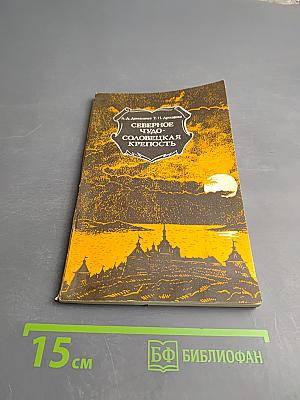 СЕВЕРНОЕ
ЧУДО-
СОЛОВЕЦКАЯ
КРЕПОСТЬ
15 см
БФ БИБЛИОФАН